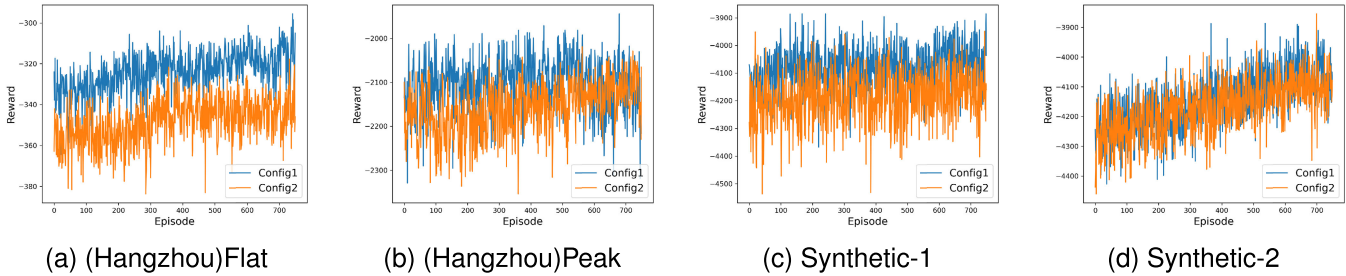 −300
−320
−340
−360
−380
Reward
0 100 200 300 400 500 600 700
Episode
Config1
Config2
(a) (Hangzhou)Flat
−2000
−2100
−2200
−2300
Reward
0 100 200 300 400 500 600 700
Episode
Config1
Config2
(b) (Hangzhou)Peak
−3900
−4000
−4100
−4200
−4300
−4400
−4500
Reward
0 100 200 300 400 500 600 700
Episode
Config1
Config2
(c) Synthetic-1
−3900
−4000
−4100
−4200
−4300
−4400
Reward
0 100 200 300 400 500 600 700
Episode
Config1
Config2
(d) Synthetic-2